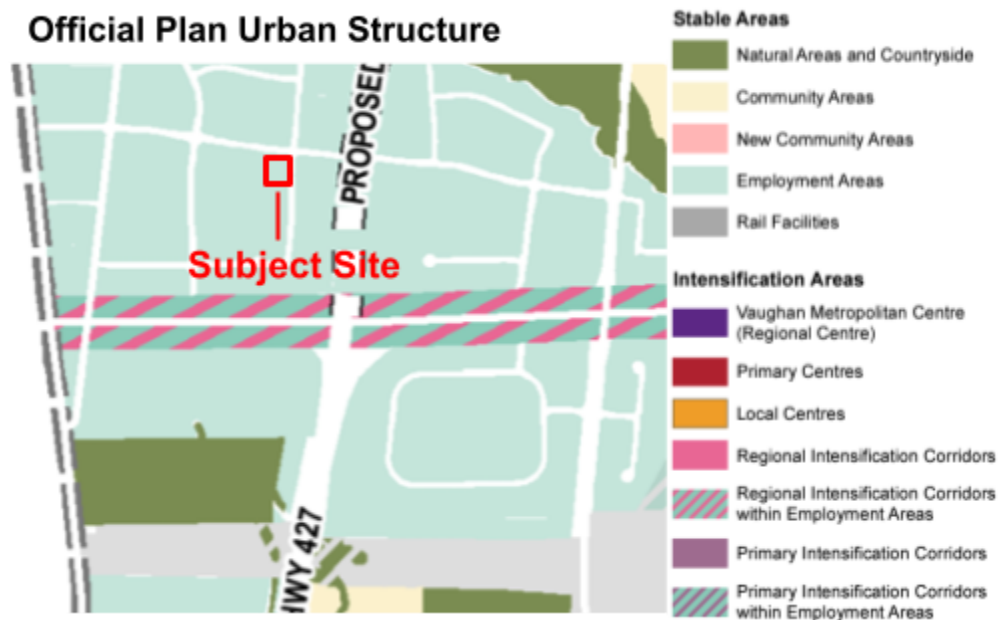 Official Plan Urban Structure
PROPOSED
Subject Site
HWY 427
Stable Areas
Natural Areas and Countryside
Community Areas
New Community Areas
Employment Areas
Rail Facilities
Intensification Areas
Vaughan Metropolitan Centre
(Regional Centre)
Primary Centres
Local Centres
Regional Intensification Corridors
Regional Intensification Corridors
within Employment Areas
Primary Intensification Corridors
Primary Intensification Corridors
within Employment Areas